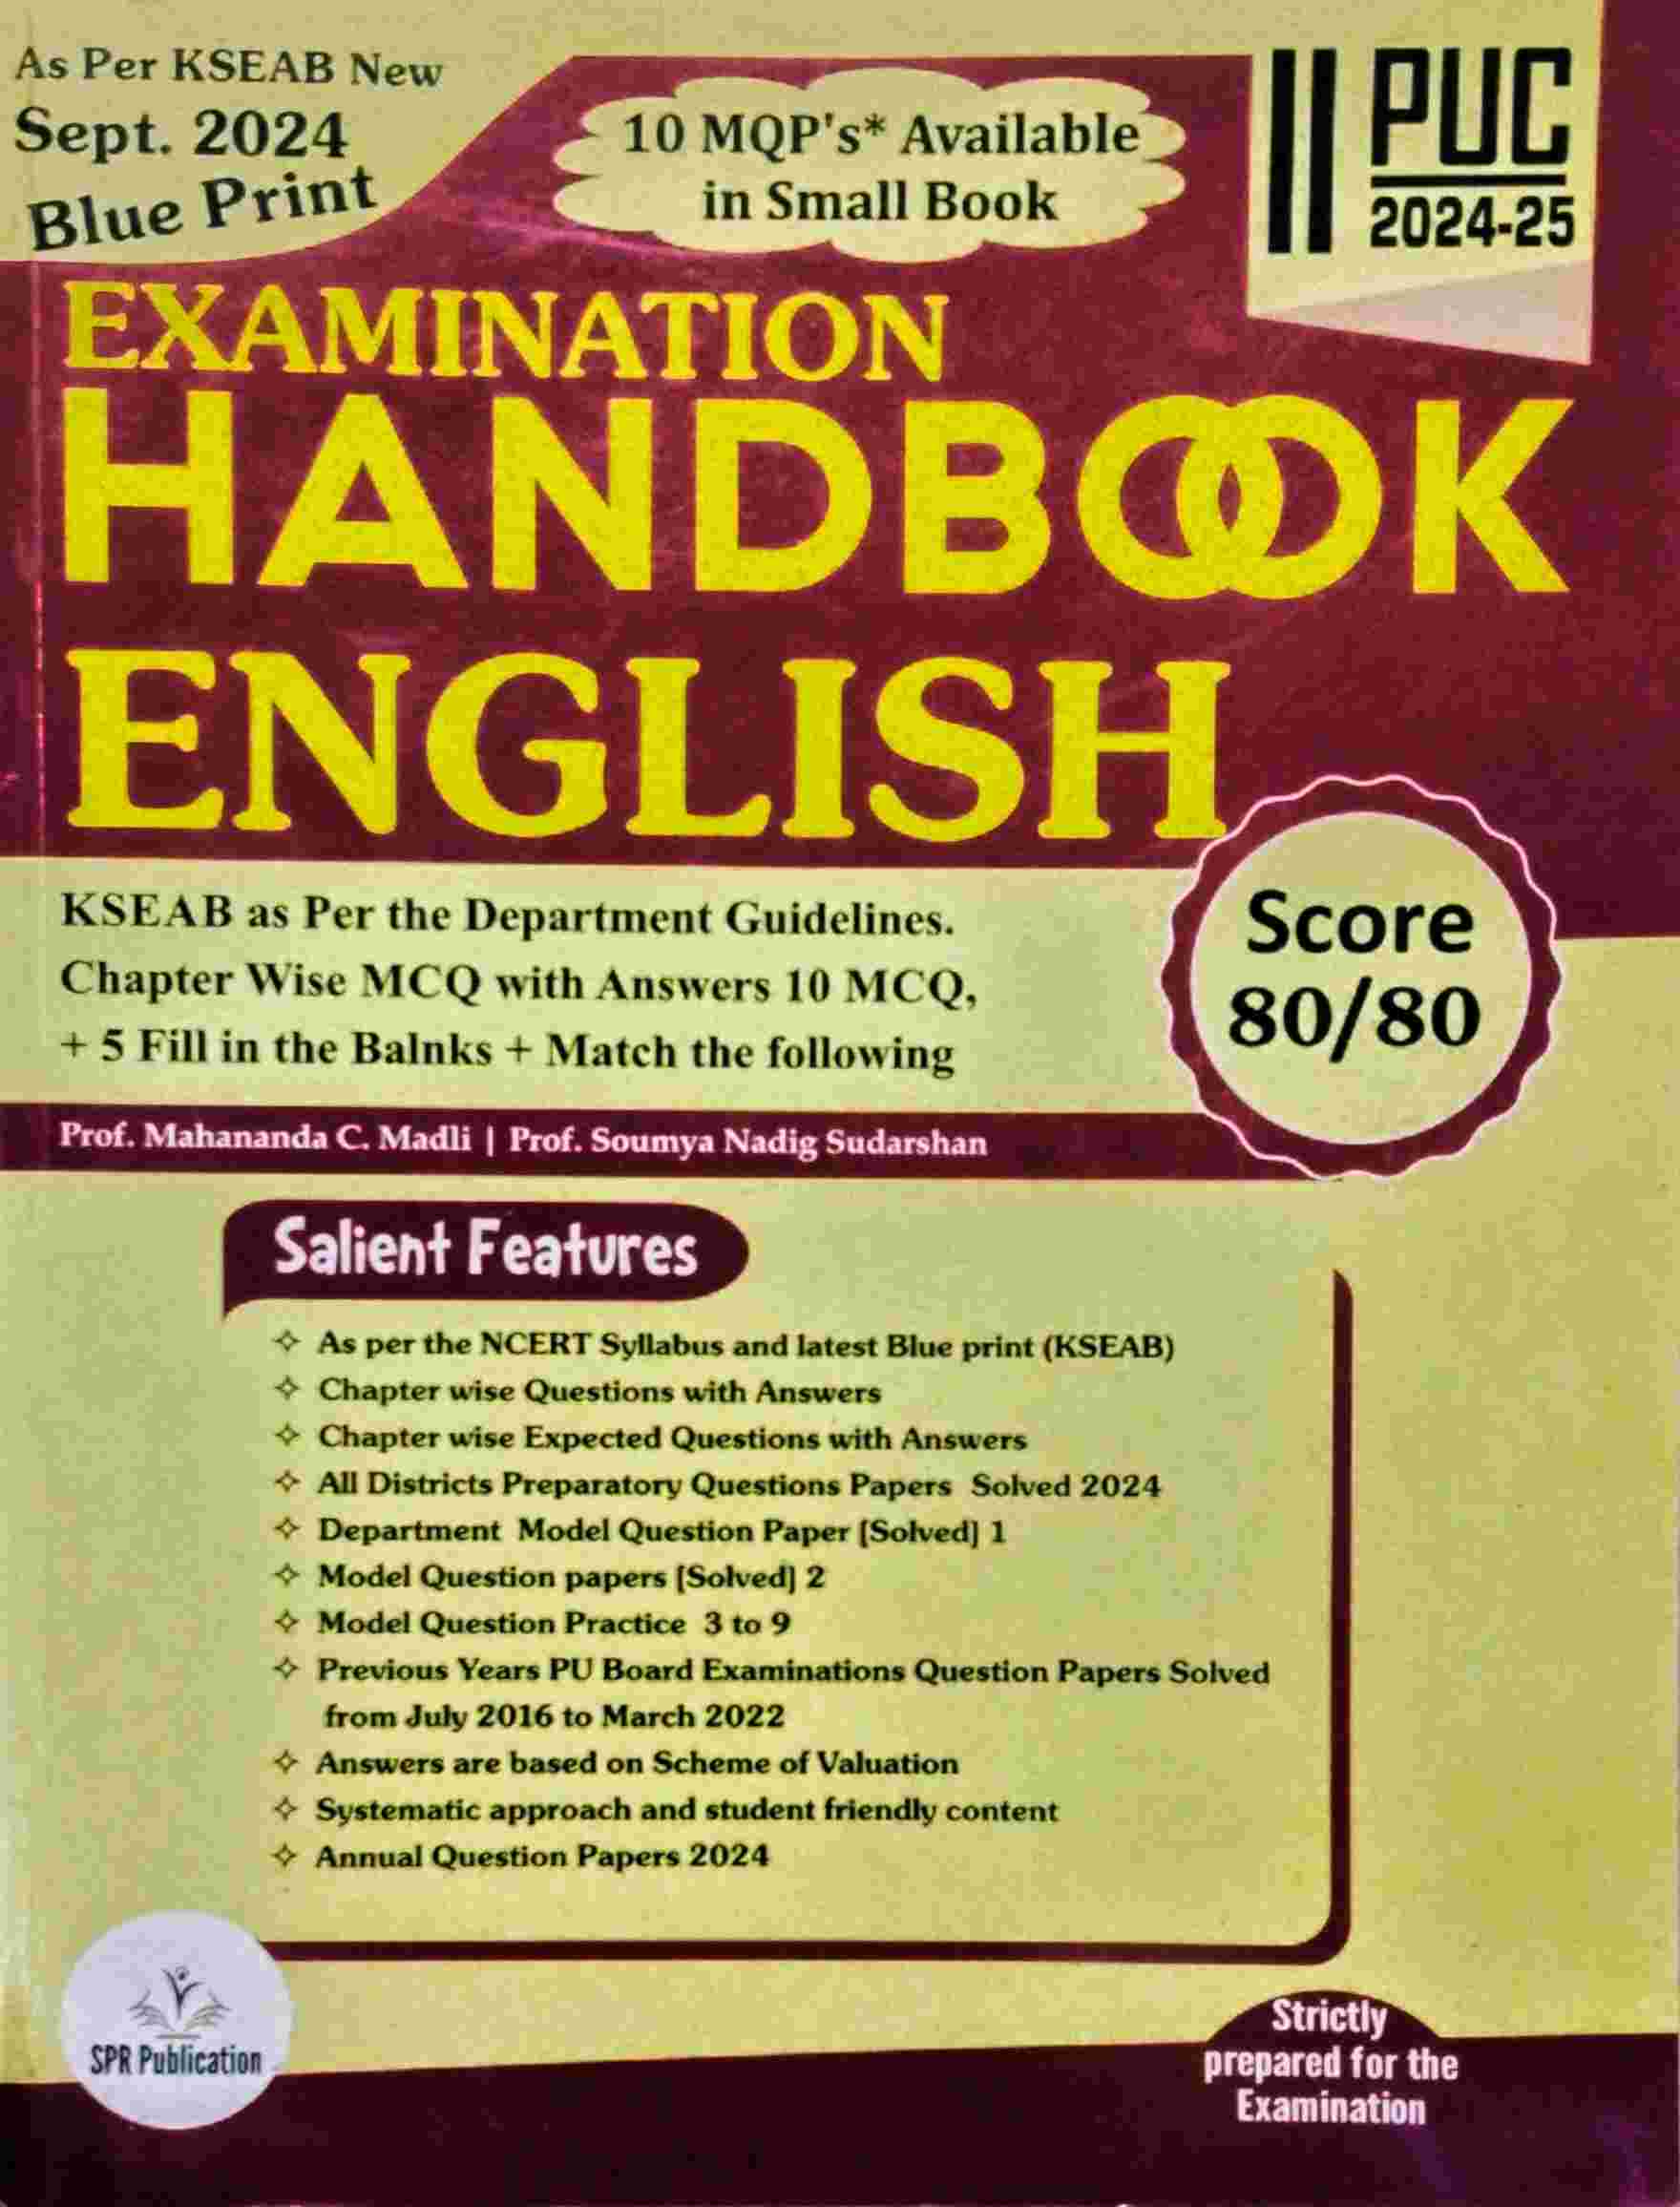 As Per KSEAB New
Sept. 2024
Blue Print
10 MQP's* Available
in Small Book
II PUC
2024-25
EXAMINATION
HANDBOOK
ENGLISH
KSEAB as Per the Department Guidelines.
Chapter Wise MCQ with Answers 10 MCQ,
+ 5 Fill in the Balnks + Match the following
Score
80/80
Prof. Mahananda C. Madli | Prof. Soumya Nadig Sudarshan
Salient Features
✧ As per the NCERT Syllabus and latest Blue print (KSEAB)
✧ Chapter wise Questions with Answers
✧ Chapter wise Expected Questions with Answers
✧ All Districts Preparatory Questions Papers Solved 2024
✧ Department Model Question Paper [Solved] 1
✧ Model Question papers [Solved] 2
✧ Model Question Practice 3 to 9
✧ Previous Years PU Board Examinations Question Papers Solved
from July 2016 to March 2022
✧ Answers are based on Scheme of Valuation
✧ Systematic approach and student friendly content
✧ Annual Question Papers 2024
SPR Publication
Strictly
prepared for the
Examination